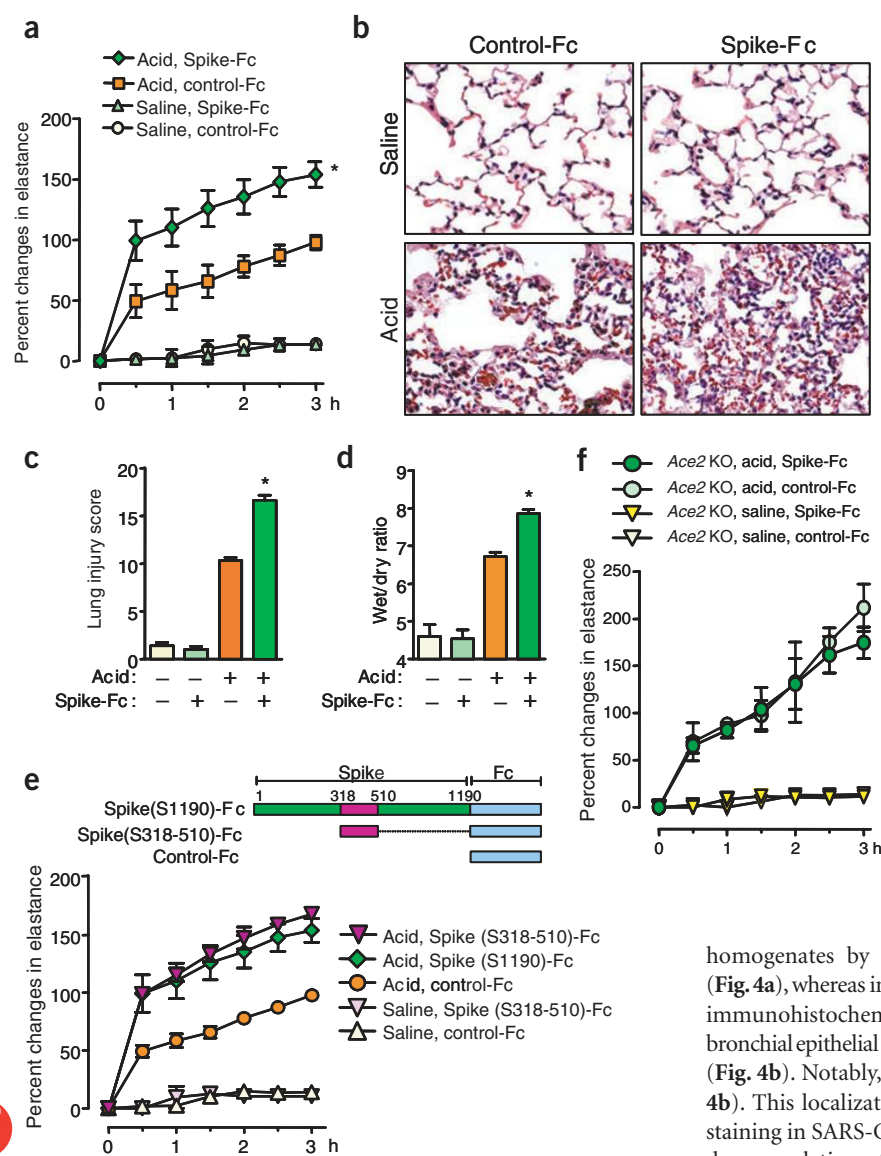 a
Acid, Spike-Fc
Acid, control-Fc
Saline, Spike-Fc
Saline, control-Fc
Percent changes in elastance
200
150
100
50
0
*
0 1 2 3 h
b
Control-Fc Spike-Fc
Saline
Acid
c
Lung injury score
20
15
10
5
0
*
Acid: – – + +
Spike-Fc: – + – +
d
Wet/dry ratio
9
8
7
6
5
4
*
Acid: – – + +
Spike-Fc: – + – +
f
Ace2 KO, acid, Spike-Fc
Ace2 KO, acid, control-Fc
Ace2 KO, saline, Spike-Fc
Ace2 KO, saline, control-Fc
Percent changes in elastance
250
200
150
100
50
0
0 1 2 3 h
e
Spike Fc
1 318 510 1190
Spike(S1190)-Fc
Spike(S318-510)-Fc
Control-Fc
Percent changes in elastance
200
150
100
50
0
0 1 2 3 h
Acid, Spike (S318-510)-Fc
Acid, Spike (S1190)-Fc
Acid, control-Fc
Saline, Spike (S318-510)-Fc
Saline, control-Fc
homogenates by
(Fig. 4a), whereas in
immunohistochen
bronchial epithelial
(Fig. 4b). Notably,
4b). This localizat
staining in SARS-C